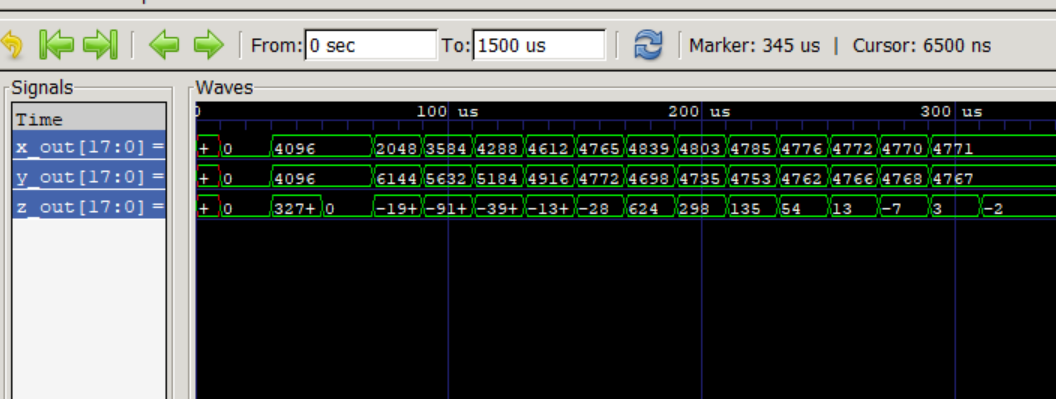 From: 0 sec To: 1500 us Marker: 345 us | Cursor: 6500 ns
Signals Waves
Time 0 100 us 200 us 300 us
x_out[17:0] = + 0 4096 2048 3584 4288 4612 4765 4839 4803 4785 4776 4772 4770 4771
y_out[17:0] = + 0 4096 6144 5632 5184 4916 4772 4698 4735 4753 4762 4766 4768 4767
z_out[17:0] = + 0 327+ 0 -19+ -91+ -39+ -13+ -28 624 298 135 54 13 -7 3 -2